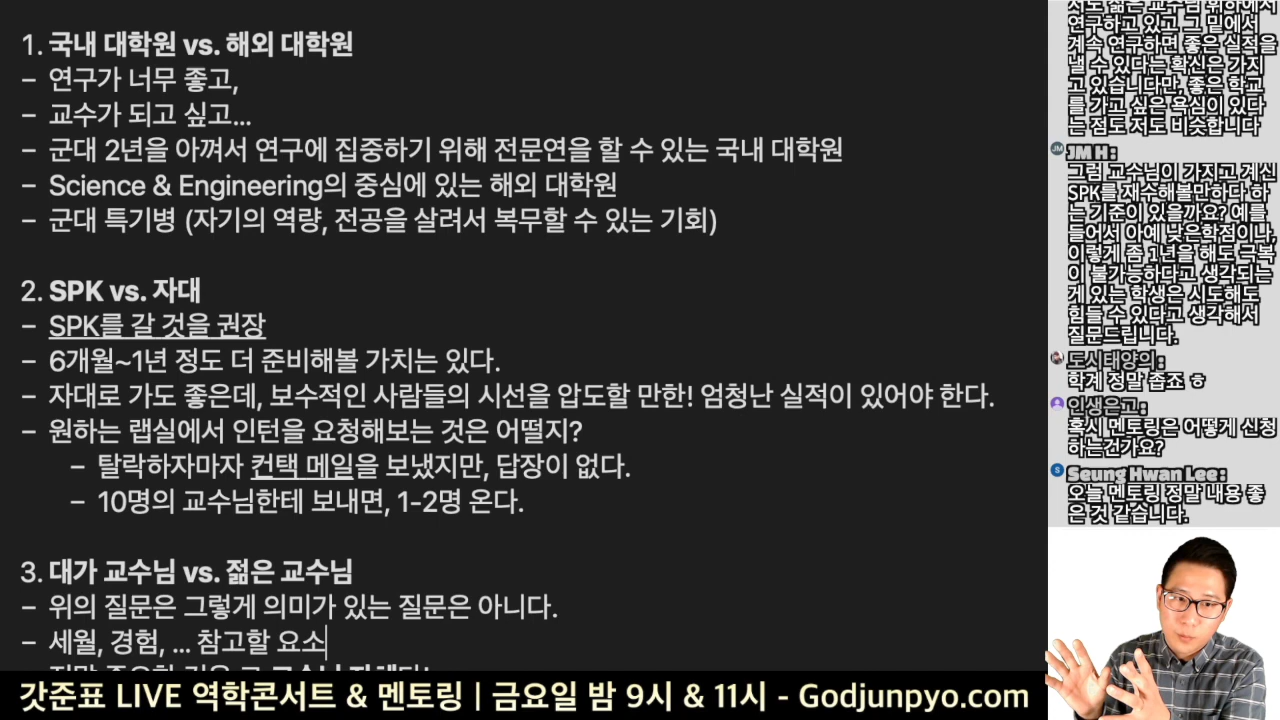 1. 국내 대학원 vs. 해외 대학원
– 연구가 너무 좋고,
– 교수가 되고 싶고...
– 군대 2년을 아껴서 연구에 집중하기 위해 전문연을 할 수 있는 국내 대학원
– Science & Engineering의 중심에 있는 해외 대학원
– 군대 특기병 (자기의 역량, 전공을 살려서 복무할 수 있는 기회)
2. SPK vs. 자대
– SPK를 갈 것을 권장
– 6개월~1년 정도 더 준비해볼 가치는 있다.
– 자대로 가도 좋은데, 보수적인 사람들의 시선을 압도할 만한! 엄청난 실적이 있어야 한다.
– 원하는 랩실에서 인턴을 요청해보는 것은 어떨지?
– 탈락하자마자 컨택 메일을 보냈지만, 답장이 없다.
– 10명의 교수님한테 보내면, 1-2명 온다.
3. 대가 교수님 vs. 젊은 교수님
– 위의 질문은 그렇게 의미가 있는 질문은 아니다.
– 세월, 경험, ... 참고할 요소
저도 젊은 교수님 휘하에서
연구하고 있고 그 밑에서
계속 연구하면 좋은 실적을
낼 수 있다는 확신은 가지
고 있습니다만, 좋은 학교
를 가고 싶은 욕심이 있다
는 점도 저도 비슷합니다
JM
JM H:
그럼 교수님이 가지고 계신
SPK를 재수해볼만하다 하
는 기준이 있을까요? 예를
들어서 아예 낮은학점이나,
이렇게 좀 1년을 해도 극복
이 불가능하다고 생각되는
게 있는 학생은 시도해도
힘들 수 있다고 생각해서
질문드립니다.
도시태양의:
학계 정말 좁죠 ㅎ
인생은고:
혹시 멘토링은 어떻게 신청
하는건가요?
S
Seung Hwan Lee:
오늘 멘토링 정말 내용 좋
은 것 같습니다.
갓준표 LIVE 역학콘서트 & 멘토링 | 금요일 밤 9시 & 11시 - Godjunpyo.com